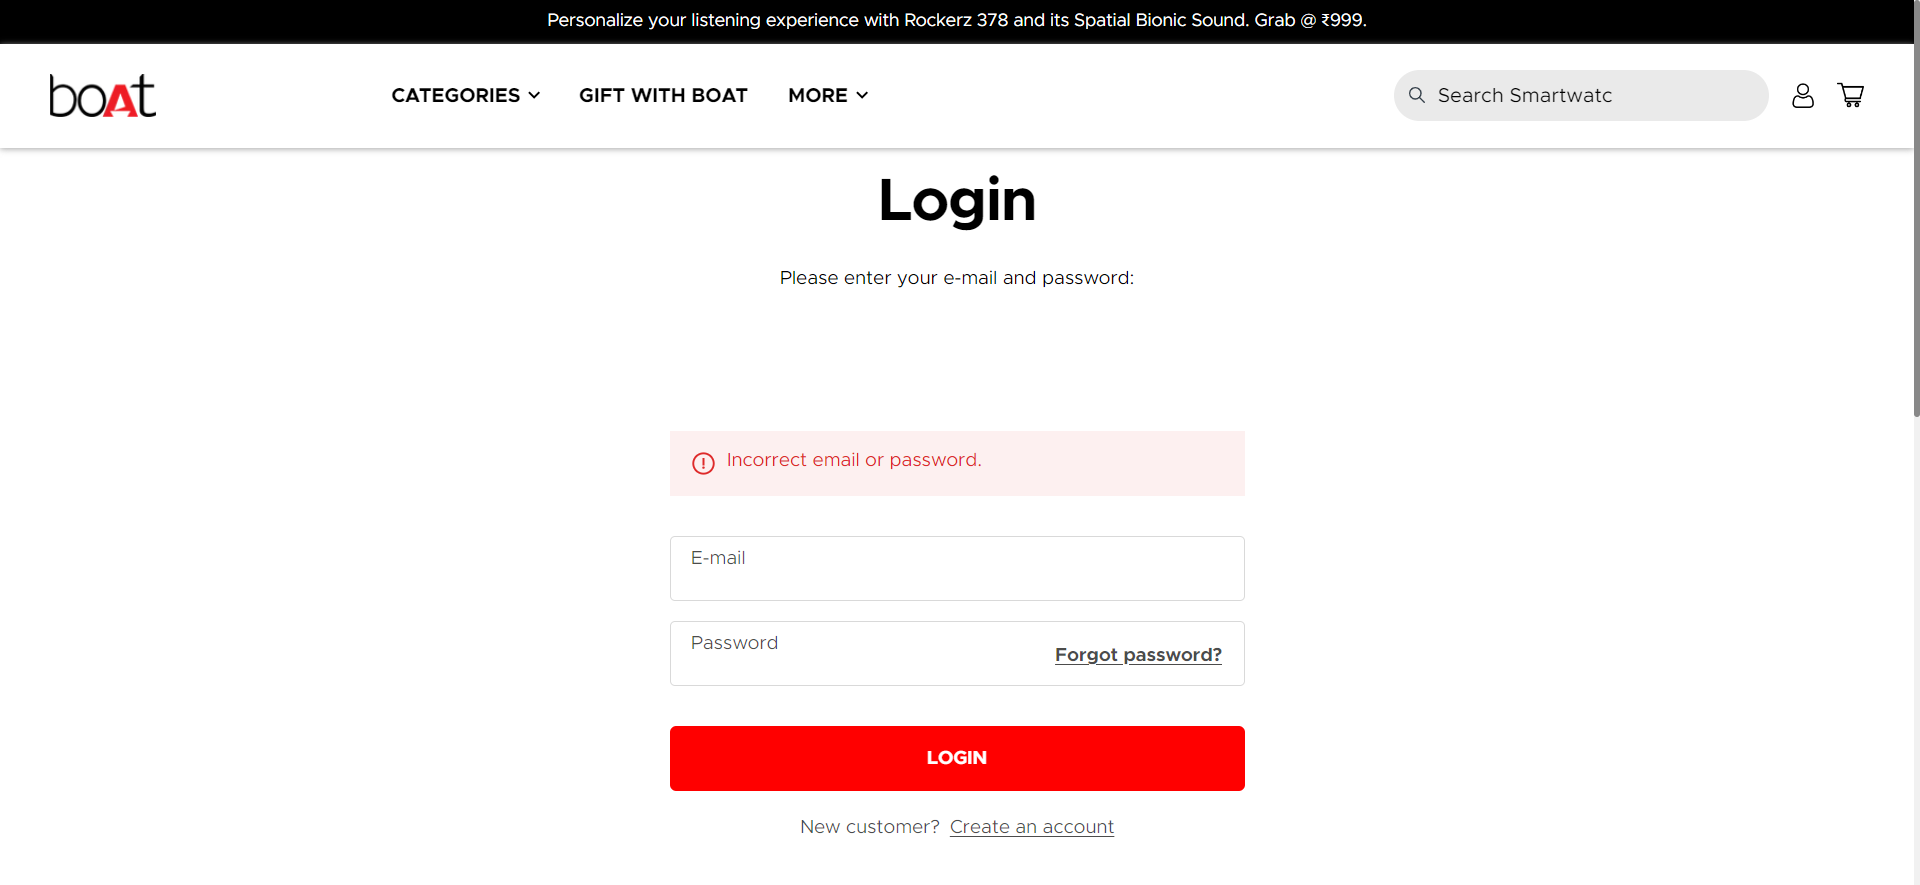 Personalize your listening experience with Rockerz 378 and its Spatial Bionic Sound. Grab @ ₹999.
boAt
CATEGORIES
GIFT WITH BOAT
MORE
Search Smartwatc
Login
Please enter your e-mail and password:
Incorrect email or password.
E-mail
Password
Forgot password?
LOGIN
New customer? Create an account